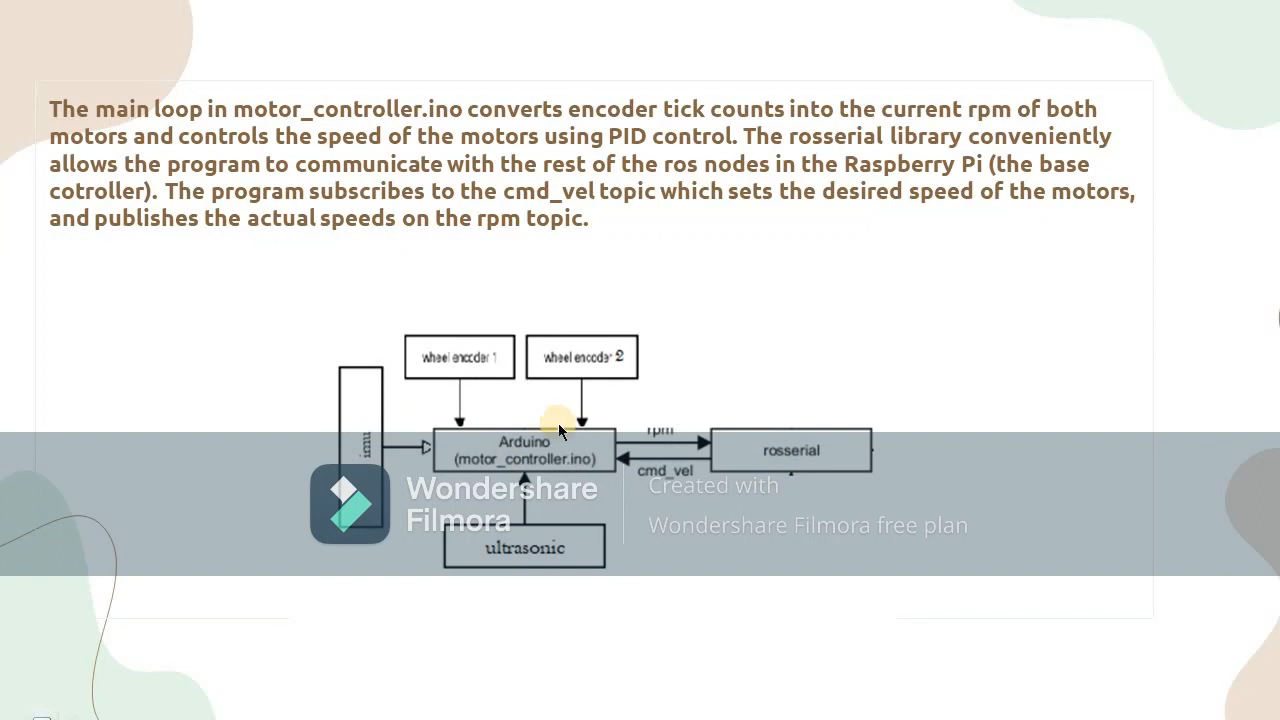 The main loop in motor_controller.ino converts encoder tick counts into the current rpm of both
motors and controls the speed of the motors using PID control. The rosserial library conveniently
allows the program to communicate with the rest of the ros nodes in the Raspberry Pi (the base
cotroller). The program subscribes to the cmd_vel topic which sets the desired speed of the motors,
and publishes the actual speeds on the rpm topic.
wheel encoder 1
wheel encoder 2
imu
Arduino
(motor_controller.ino)
rpm
cmd_vel
rosserial
Wondershare
Filmora
Created with
Wondershare Filmora free plan
ultrasonic